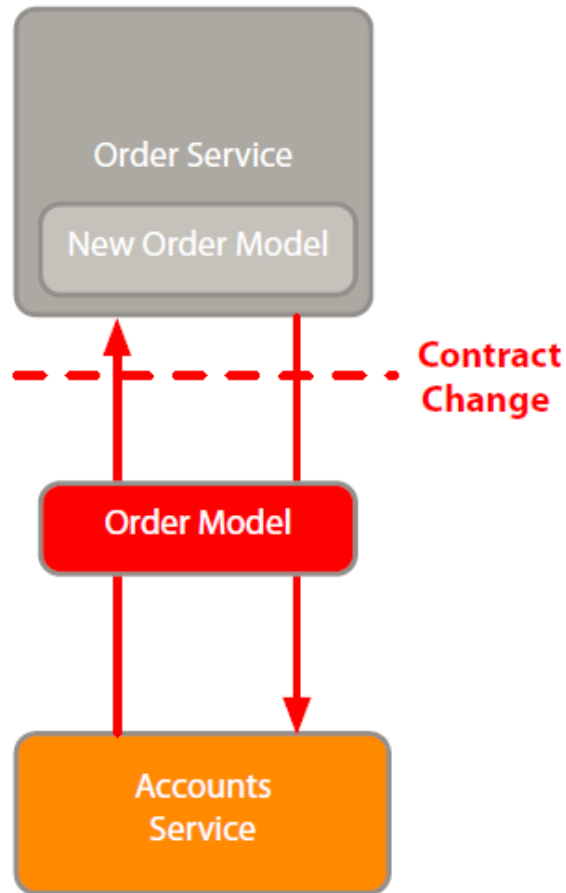 Order Service
New Order Model
Contract
Change
Order Model
Accounts
Service